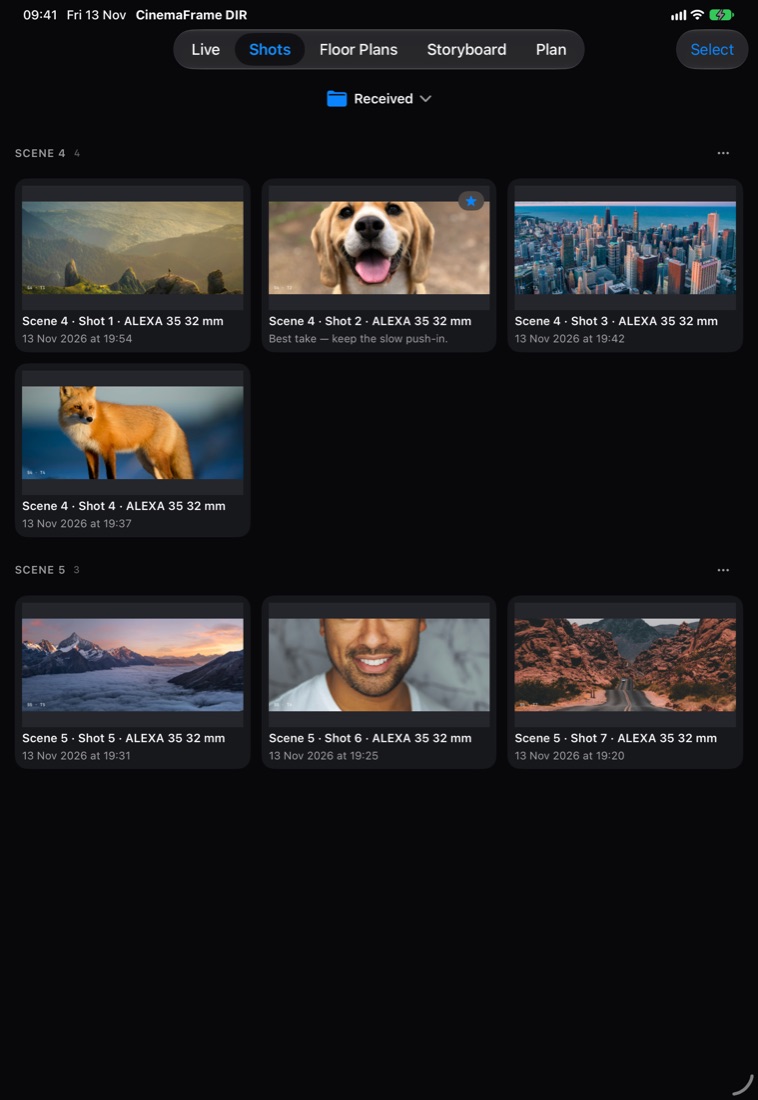 09:41 Fri 13 Nov CinemaFrame DIR
Live Shots Floor Plans Storyboard Plan
Select
Received
SCENE 4 4
Scene 4 · Shot 1 · ALEXA 35 32 mm
13 Nov 2026 at 19:54
Scene 4 · Shot 2 · ALEXA 35 32 mm
Best take — keep the slow push-in.
Scene 4 · Shot 3 · ALEXA 35 32 mm
13 Nov 2026 at 19:42
Scene 4 · Shot 4 · ALEXA 35 32 mm
13 Nov 2026 at 19:37
SCENE 5 3
Scene 5 · Shot 5 · ALEXA 35 32 mm
13 Nov 2026 at 19:31
Scene 5 · Shot 6 · ALEXA 35 32 mm
13 Nov 2026 at 19:25
Scene 5 · Shot 7 · ALEXA 35 32 mm
13 Nov 2026 at 19:20